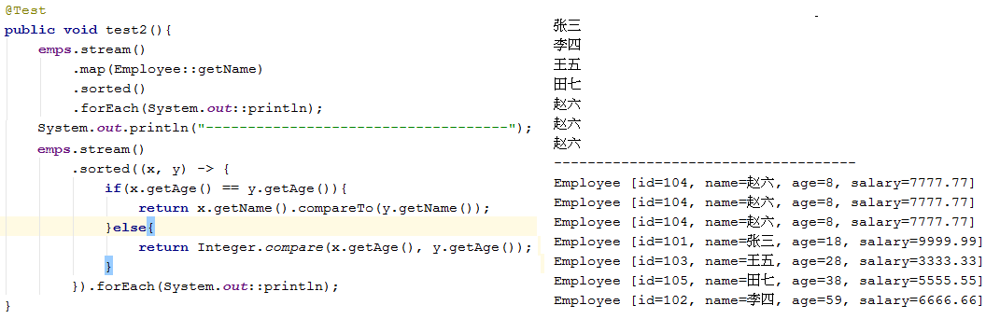 @Test
public void test2(){
    emps.stream()
        .map(Employee::getName)
        .sorted()
        .forEach(System.out::println);
    System.out.println("------------------------------------");
    emps.stream()
        .sorted((x, y) -> {
            if(x.getAge() == y.getAge()){
                return x.getName().compareTo(y.getName());
            }else{
                return Integer.compare(x.getAge(), y.getAge());
            }
        }).forEach(System.out::println);
}
张三
李四
王五
田七
赵六
赵六
赵六
------------------------------------
Employee [id=104, name=赵六, age=8, salary=7777.77]
Employee [id=104, name=赵六, age=8, salary=7777.77]
Employee [id=104, name=赵六, age=8, salary=7777.77]
Employee [id=101, name=张三, age=18, salary=9999.99]
Employee [id=103, name=王五, age=28, salary=3333.33]
Employee [id=105, name=田七, age=38, salary=5555.55]
Employee [id=102, name=李四, age=59, salary=6666.66]